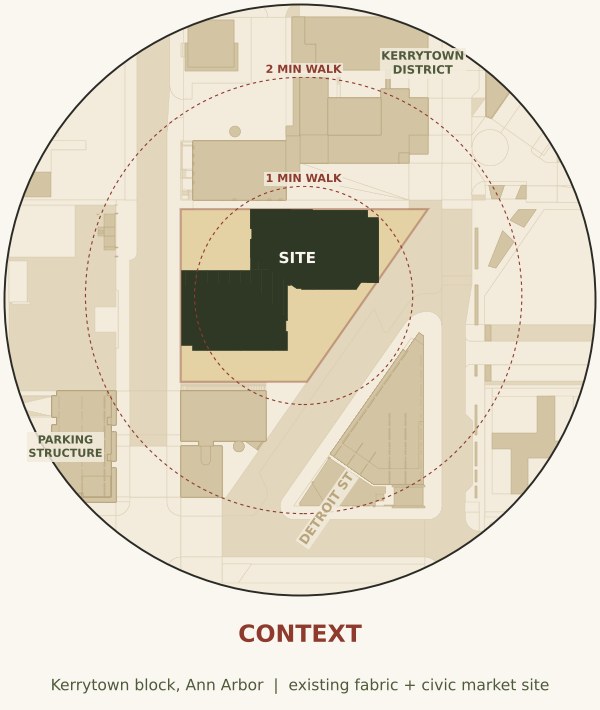 KERRYTOWN
DISTRICT
2 MIN WALK
1 MIN WALK
SITE
PARKING
STRUCTURE
DETROIT ST
CONTEXT
Kerrytown block, Ann Arbor | existing fabric + civic market site